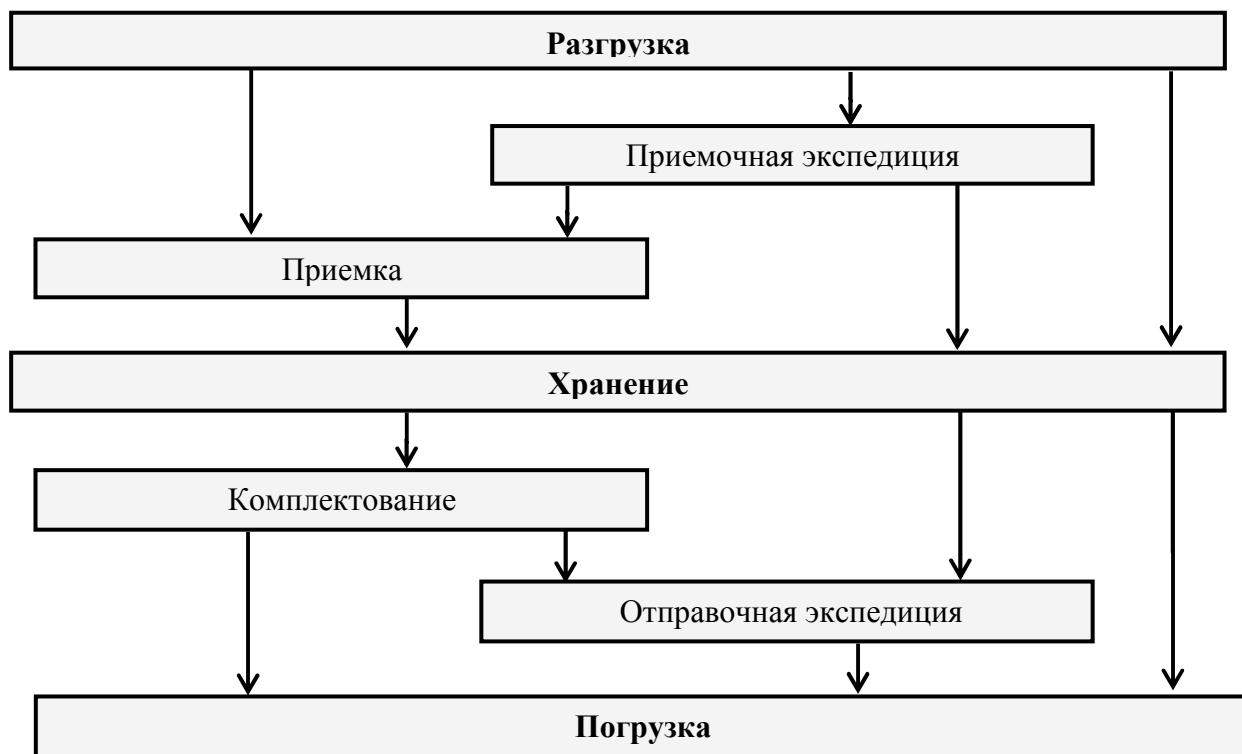 Разгрузка
Приемочная экспедиция
Приемка
Хранение
Комплектование
Отправочная экспедиция
Погрузка